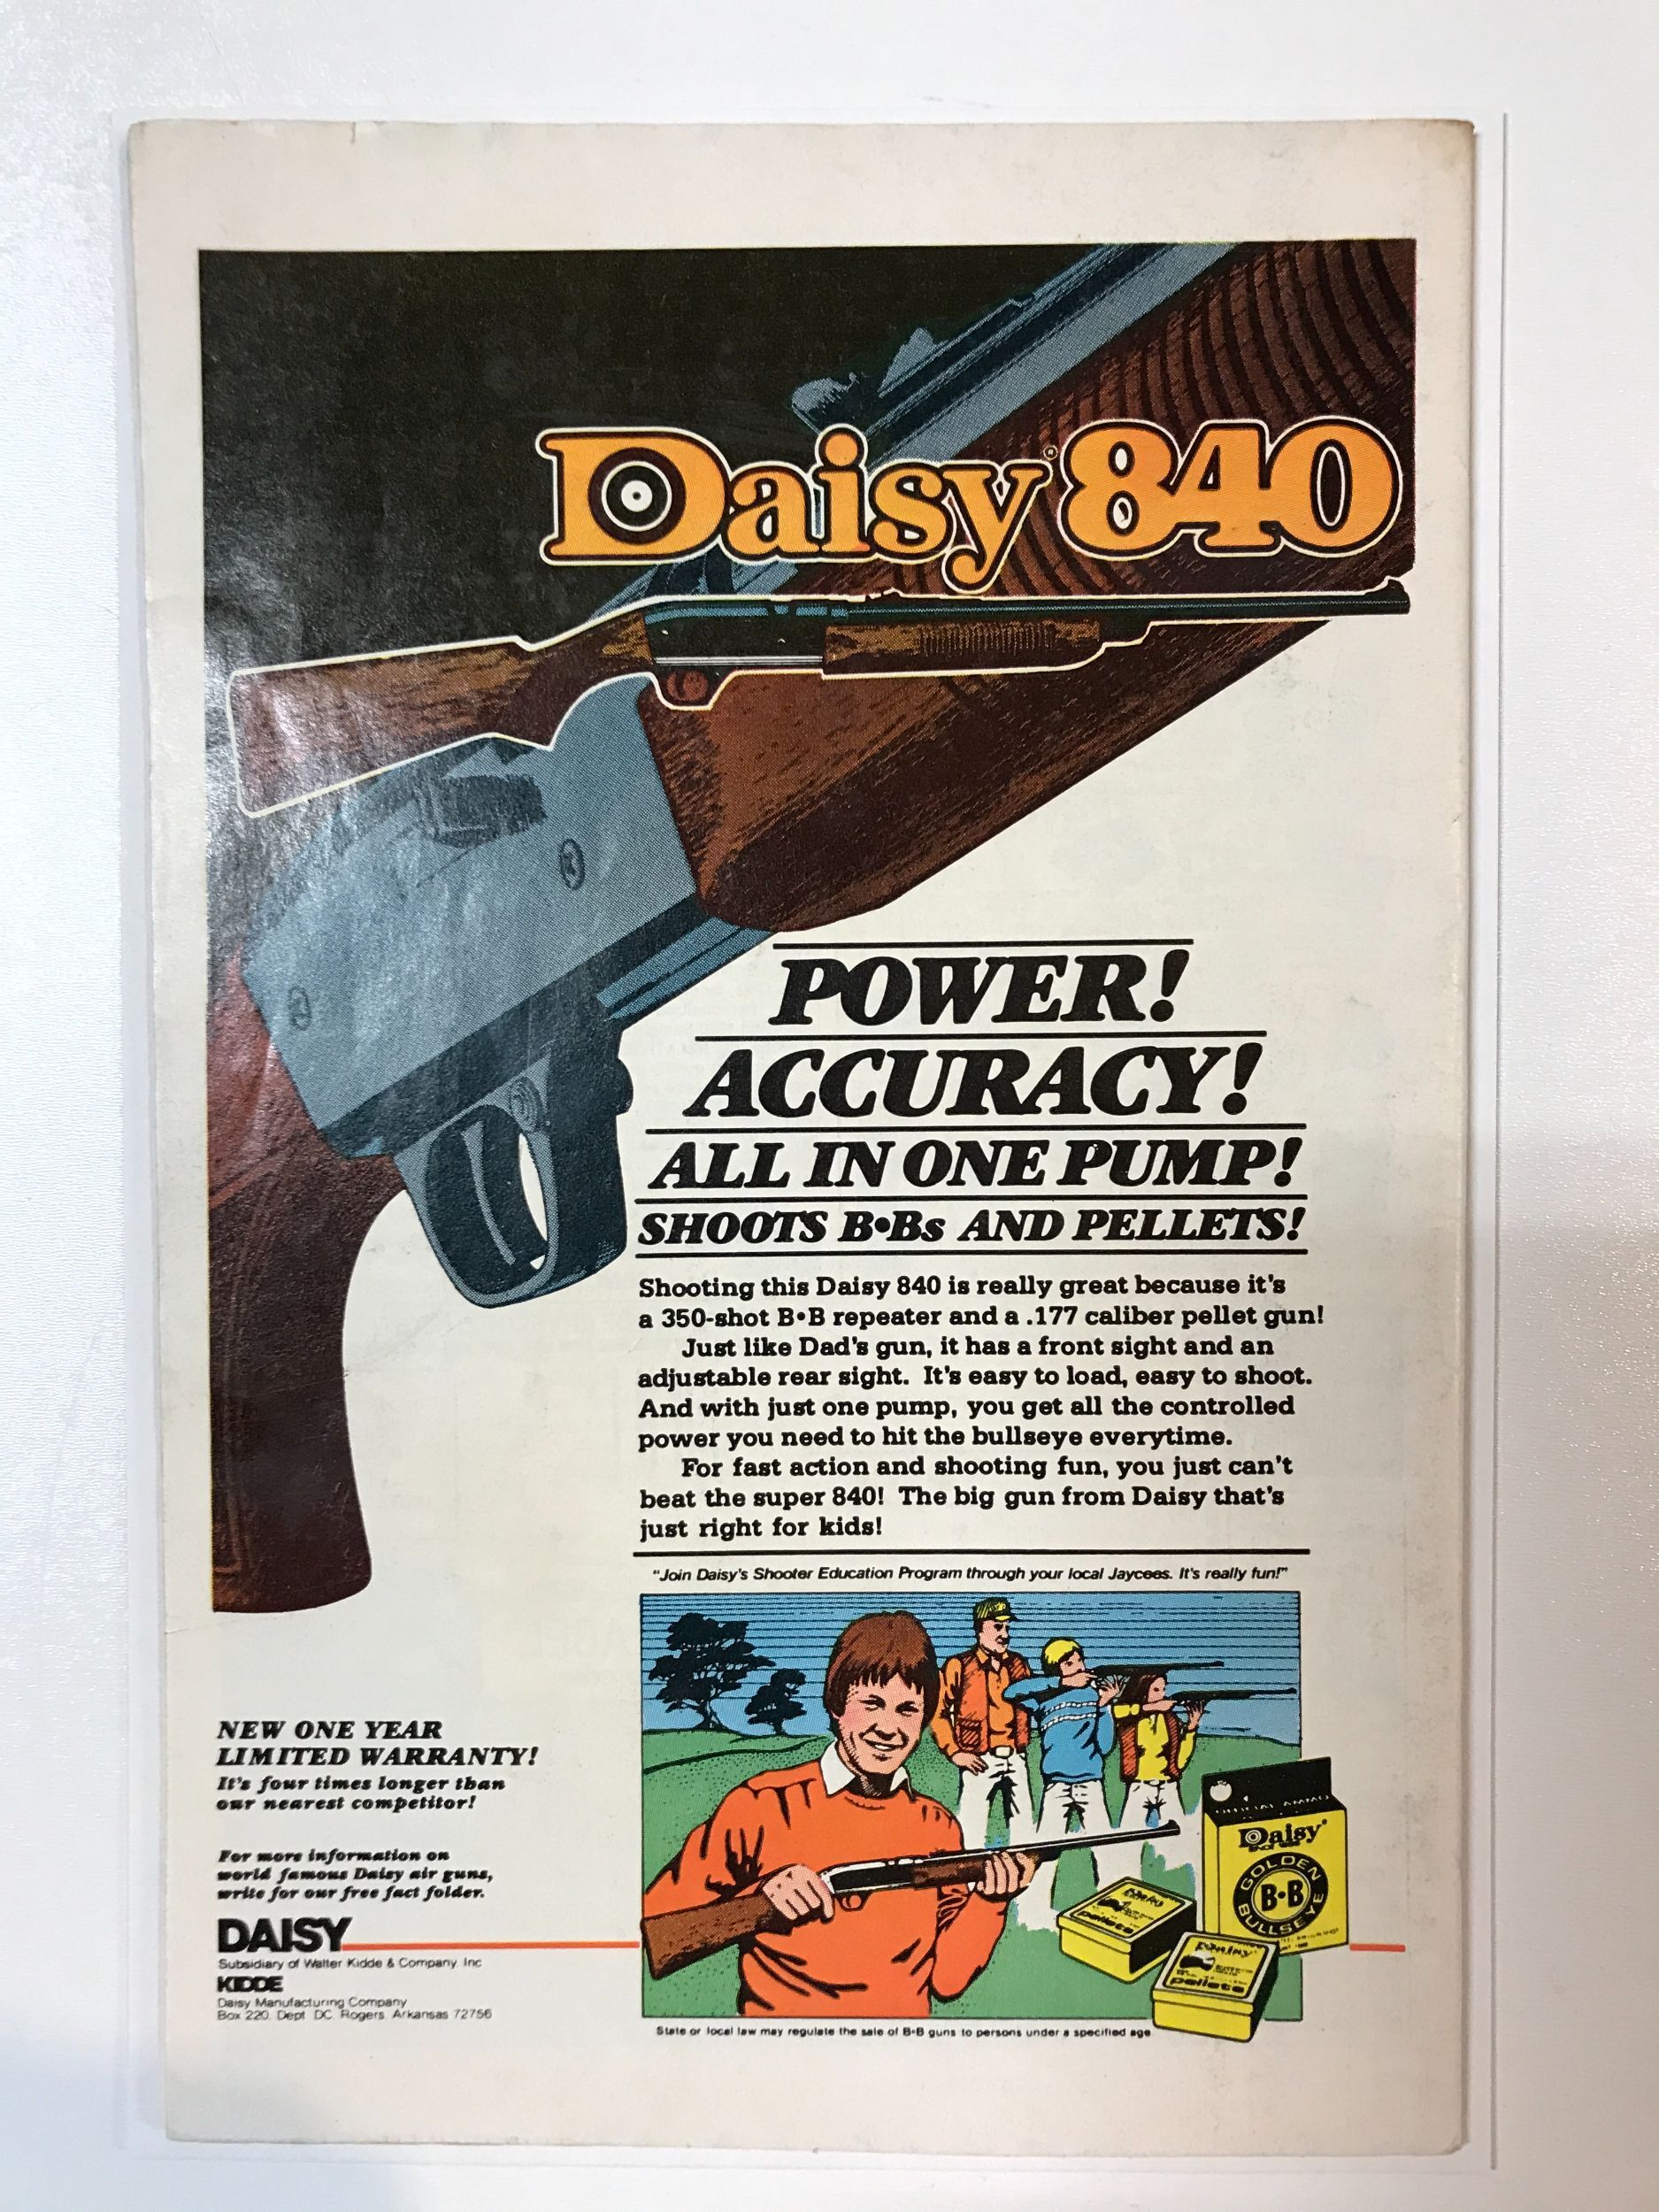 Daisy® 840
POWER!
ACCURACY!
ALL IN ONE PUMP!
SHOOTS B•Bs AND PELLETS!
Shooting this Daisy 840 is really great because it's
a 350-shot B•B repeater and a .177 caliber pellet gun!
Just like Dad's gun, it has a front sight and an
adjustable rear sight. It's easy to load, easy to shoot.
And with just one pump, you get all the controlled
power you need to hit the bullseye everytime.
For fast action and shooting fun, you just can't
beat the super 840! The big gun from Daisy that's
just right for kids!
"Join Daisy's Shooter Education Program through your local Jaycees. It's really fun!"
NEW ONE YEAR
LIMITED WARRANTY!
It's four times longer than
our nearest competitor!
For more information on
world famous Daisy air guns,
write for our free fact folder.
DAISY
Subsidiary of Walter Kidde & Company, Inc
KIDDE
Daisy Manufacturing Company
Box 220, Dept. DC, Rogers, Arkansas 72756
OFFICIAL AMMO
Daisy®
GOLDEN
B•B
BULLSEYE
pellets
Daisy
pellets
State or local law may regulate the sale of B•B guns to persons under a specified age